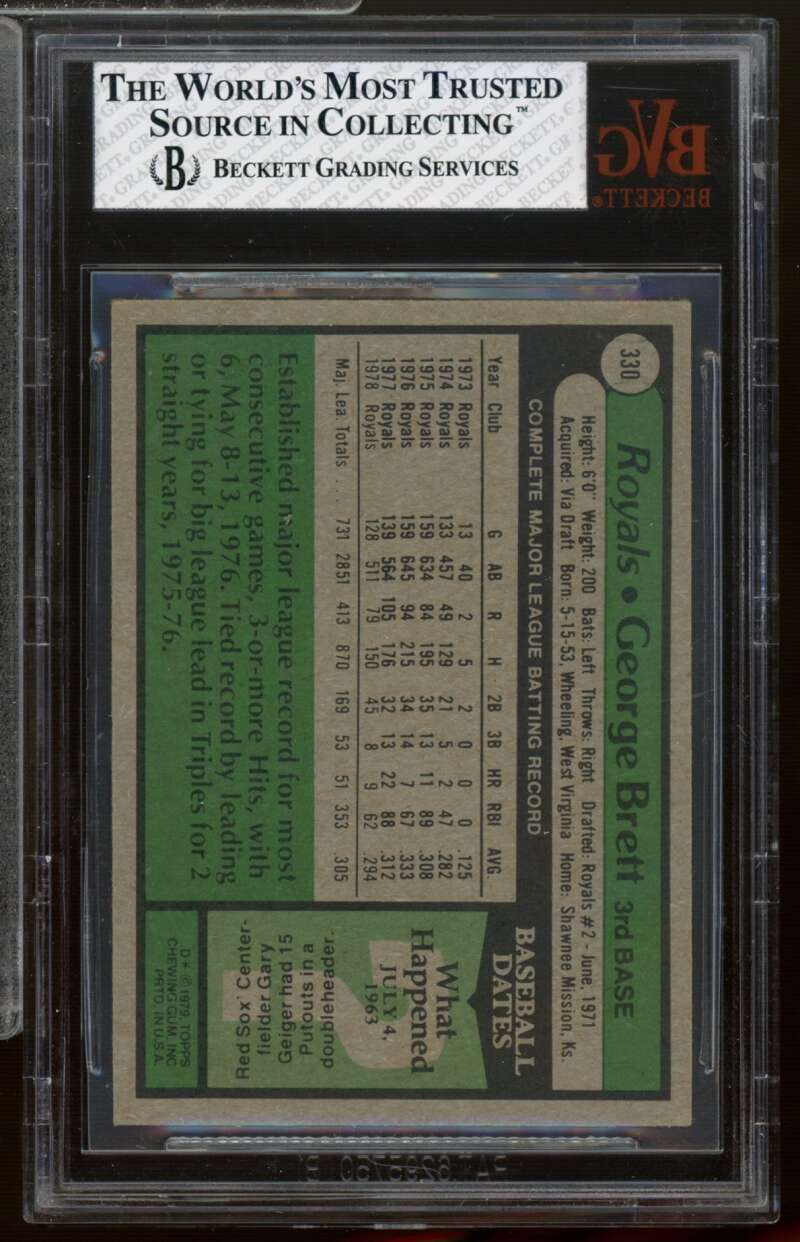 THE WORLD'S MOST TRUSTED
SOURCE IN COLLECTING™
B BECKETT GRADING SERVICES
BVG
BECKETT®
330
Royals • George Brett 3rd BASE
Height: 6'0" Weight: 200 Bats: Left Throws: Right Drafted: Royals #2 - June, 1971
Acquired: Via Draft Born: 5-15-53, Wheeling, West Virginia Home: Shawnee Mission, Ks.
COMPLETE MAJOR LEAGUE BATTING RECORD
Year Club G AB R H 2B 3B HR RBI AVG
1973 Royals 13 40 2 5 2 0 0 0 .125
1974 Royals 133 457 49 129 21 5 2 47 .282
1975 Royals 159 634 84 195 35 13 11 89 .308
1976 Royals 159 645 94 215 34 14 7 67 .333
1977 Royals 139 564 105 176 32 13 22 88 .312
1978 Royals 128 511 79 150 45 8 9 62 .294
Maj. Lea. Totals . . . 731 2851 413 870 169 53 51 353 .305
Established major league record for most
consecutive games, 3-or-more Hits, with
6, May 8-13, 1976. Tied record by leading
or tying for big league lead in Triples for 2
straight years, 1975-76.
BASEBALL
DATES
What
Happened
JULY 4,
1963
Red Sox' Center-
fielder Gary
Geiger had 15
Putouts in a
doubleheader.
D* © 1979 TOPPS
CHEWING GUM, INC.
PRTD. IN U.S.A.